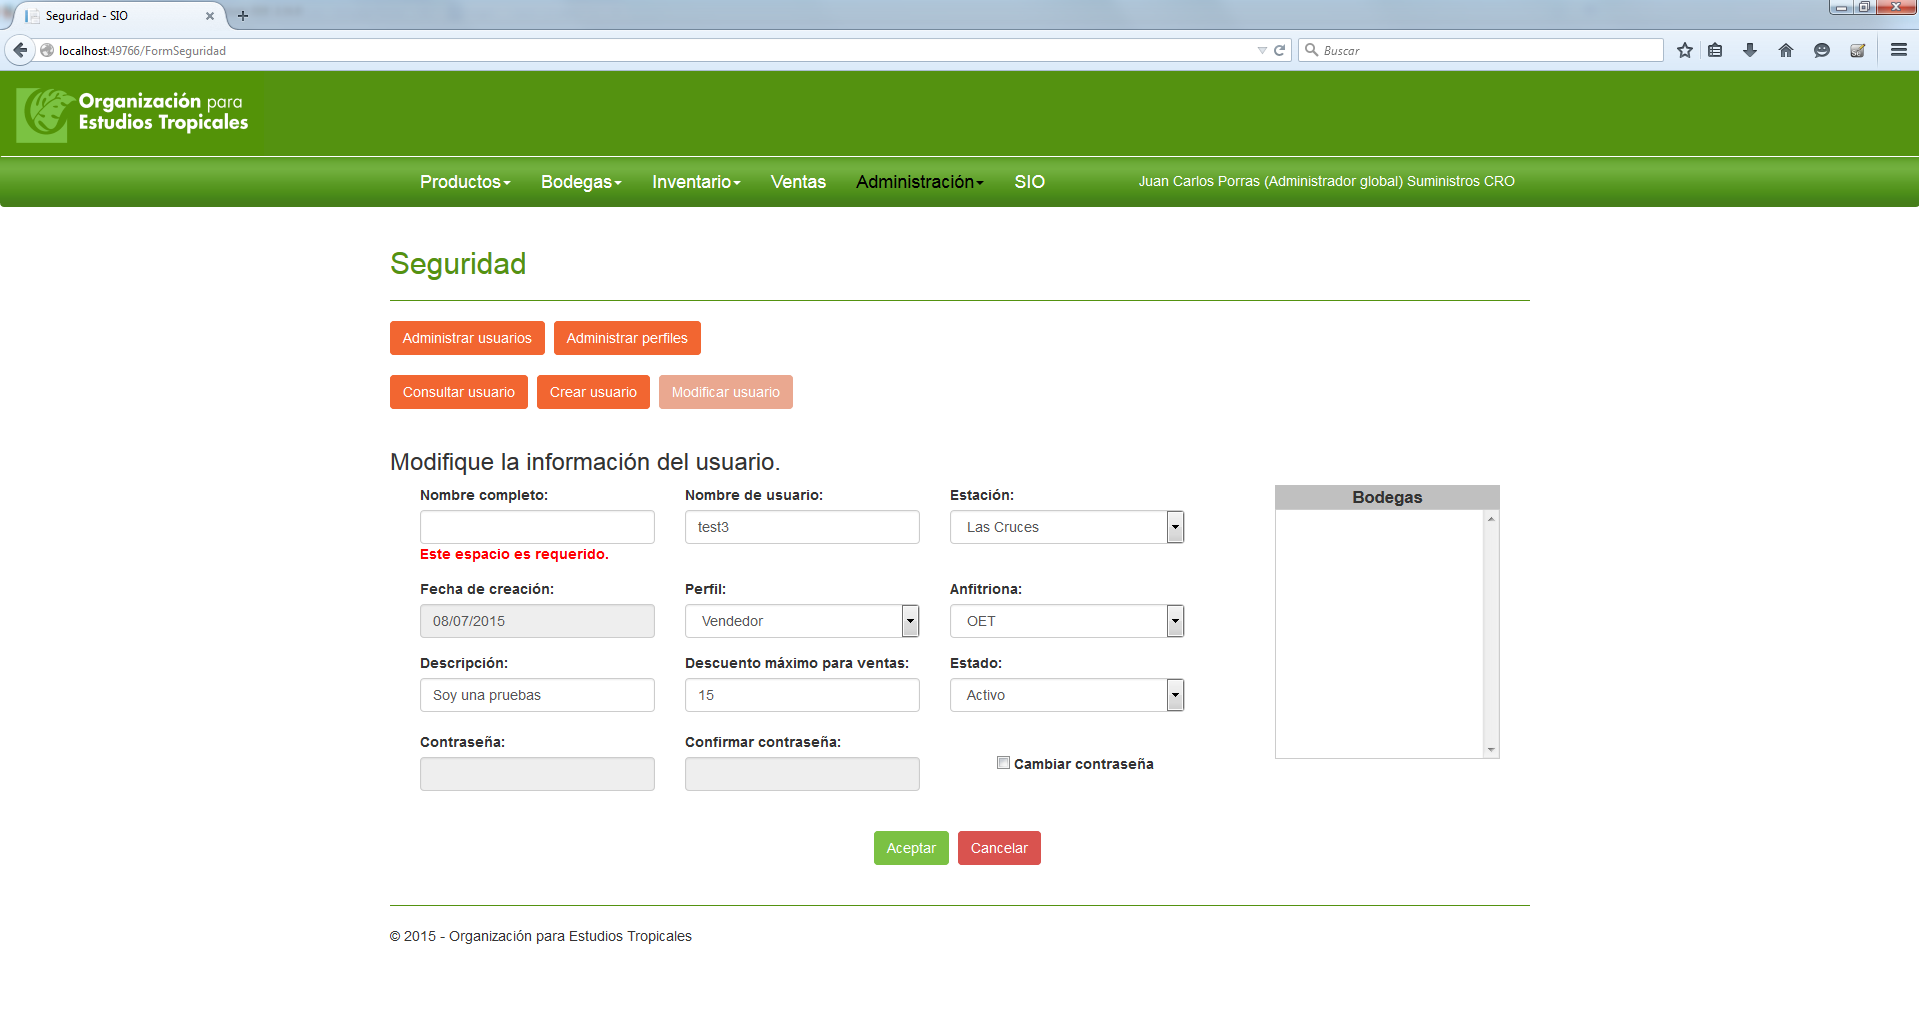 Seguridad - SIO
localhost:49766/FormSeguridad
Buscar
Organización para
Estudios Tropicales
Productos
Bodegas
Inventario
Ventas
Administración
SIO
Juan Carlos Porras (Administrador global) Suministros CRO
Seguridad
Administrar usuarios
Administrar perfiles
Consultar usuario
Crear usuario
Modificar usuario
Modifique la información del usuario.
Nombre completo:
Nombre de usuario:
Estación:
Bodegas
test3
Las Cruces
Este espacio es requerido.
Fecha de creación:
Perfil:
Anfitriona:
08/07/2015
Vendedor
OET
Descripción:
Descuento máximo para ventas:
Estado:
Soy una pruebas
15
Activo
Contraseña:
Confirmar contraseña:
Cambiar contraseña
Aceptar
Cancelar
© 2015 - Organización para Estudios Tropicales